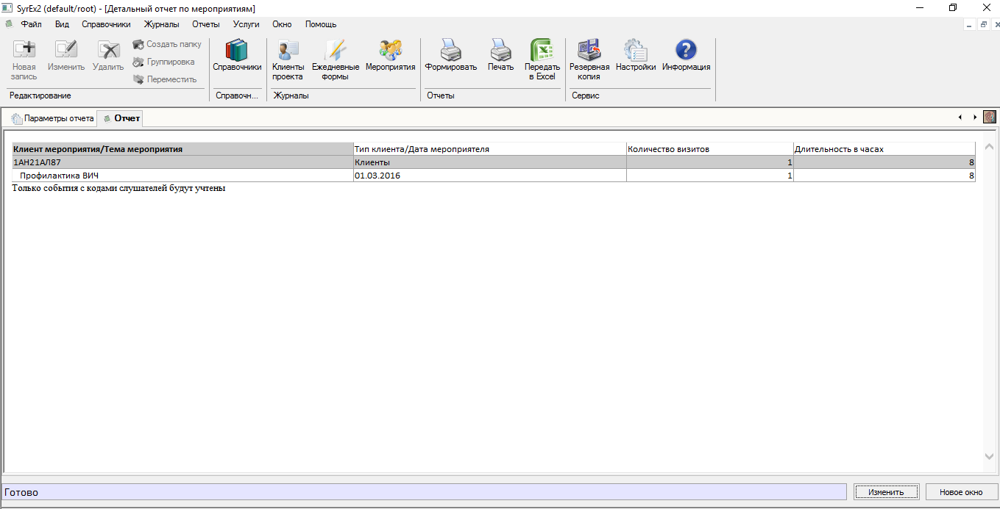 SyrEx2 (default/root) - [Детальный отчет по мероприятиям]
Файл Вид Справочники Журналы Отчеты Услуги Окно Помощь
Новая запись
Изменить
Удалить
Создать папку
Группировка
Переместить
Редактирование
Справочники
Справочн...
Клиенты проекта
Ежедневные формы
Мероприятия
Журналы
Формировать
Печать
Передать в Excel
Отчеты
Резервная копия
Настройки
Информация
Сервис
Параметры отчета Отчет
Клиент мероприятия/Тема мероприятия Тип клиента/Дата мероприятеля Количество визитов Длительность в часах
1АН21АЛ87 Клиенты 1 8
Профилактика ВИЧ 01.03.2016 1 8
Только события с кодами слушателей будут учтены
Готово Изменить Новое окно